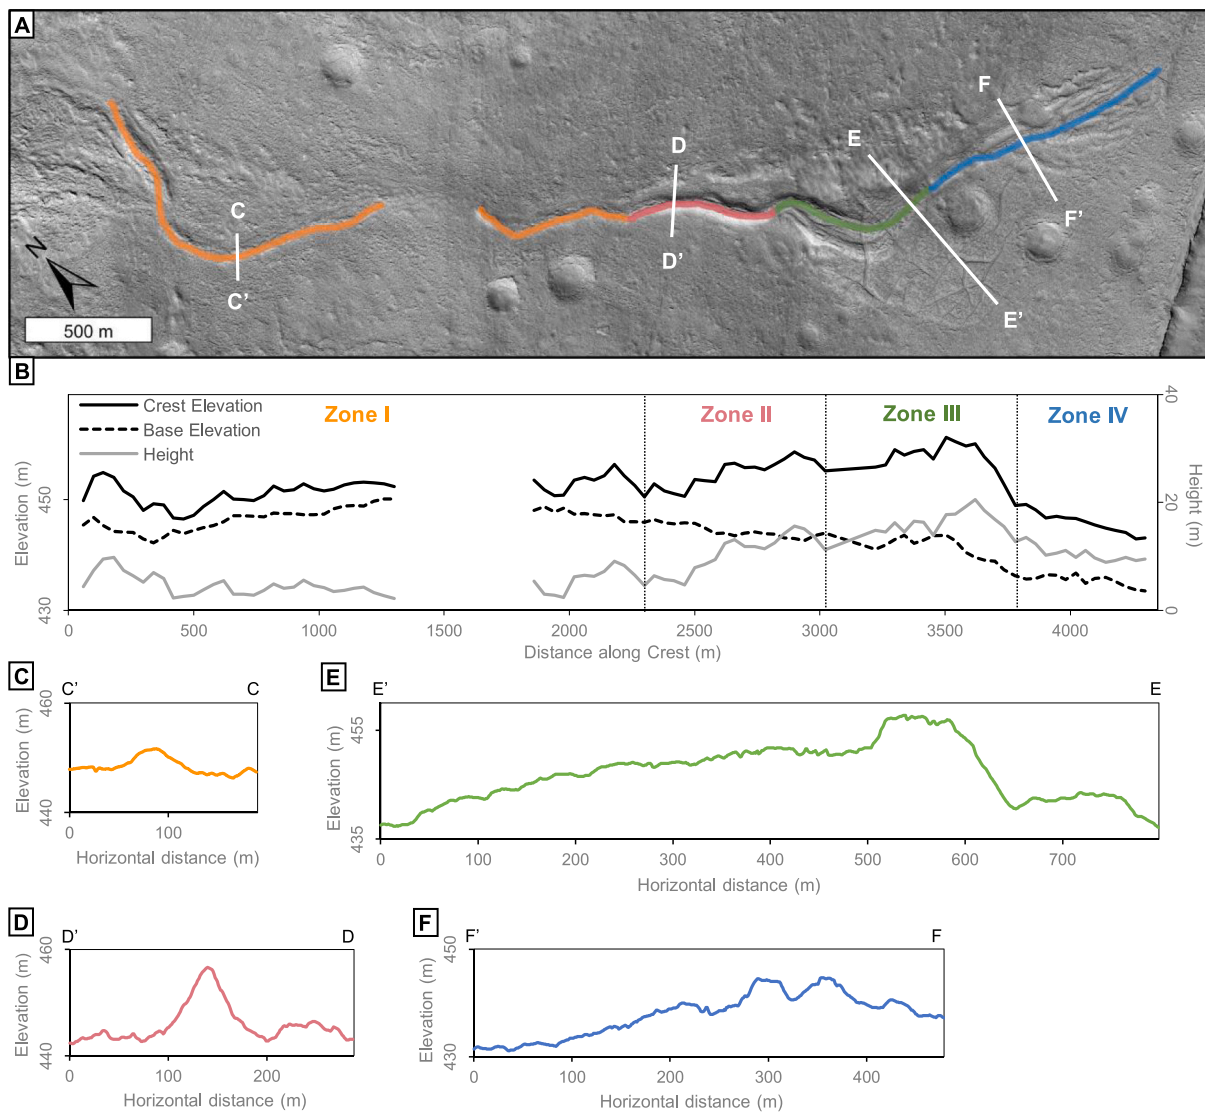 A
N
500 m
C
C’
D
D’
E
E’
F
F’
B
Crest Elevation
Base Elevation
Height
Zone I
Zone II
Zone III
Zone IV
Elevation (m)
450
430
40
20
0
Height (m)
0 500 1000 1500 2000 2500 3000 3500 4000
Distance along Crest (m)
C
C’ C
Elevation (m)
460
440
0 100
Horizontal distance (m)
E
E’ E
Elevation (m)
455
435
0 100 200 300 400 500 600 700
Horizontal distance (m)
D
D’ D
Elevation (m)
460
440
0 100 200
Horizontal distance (m)
F
F’ F
Elevation (m)
450
430
0 100 200 300 400
Horizontal distance (m)